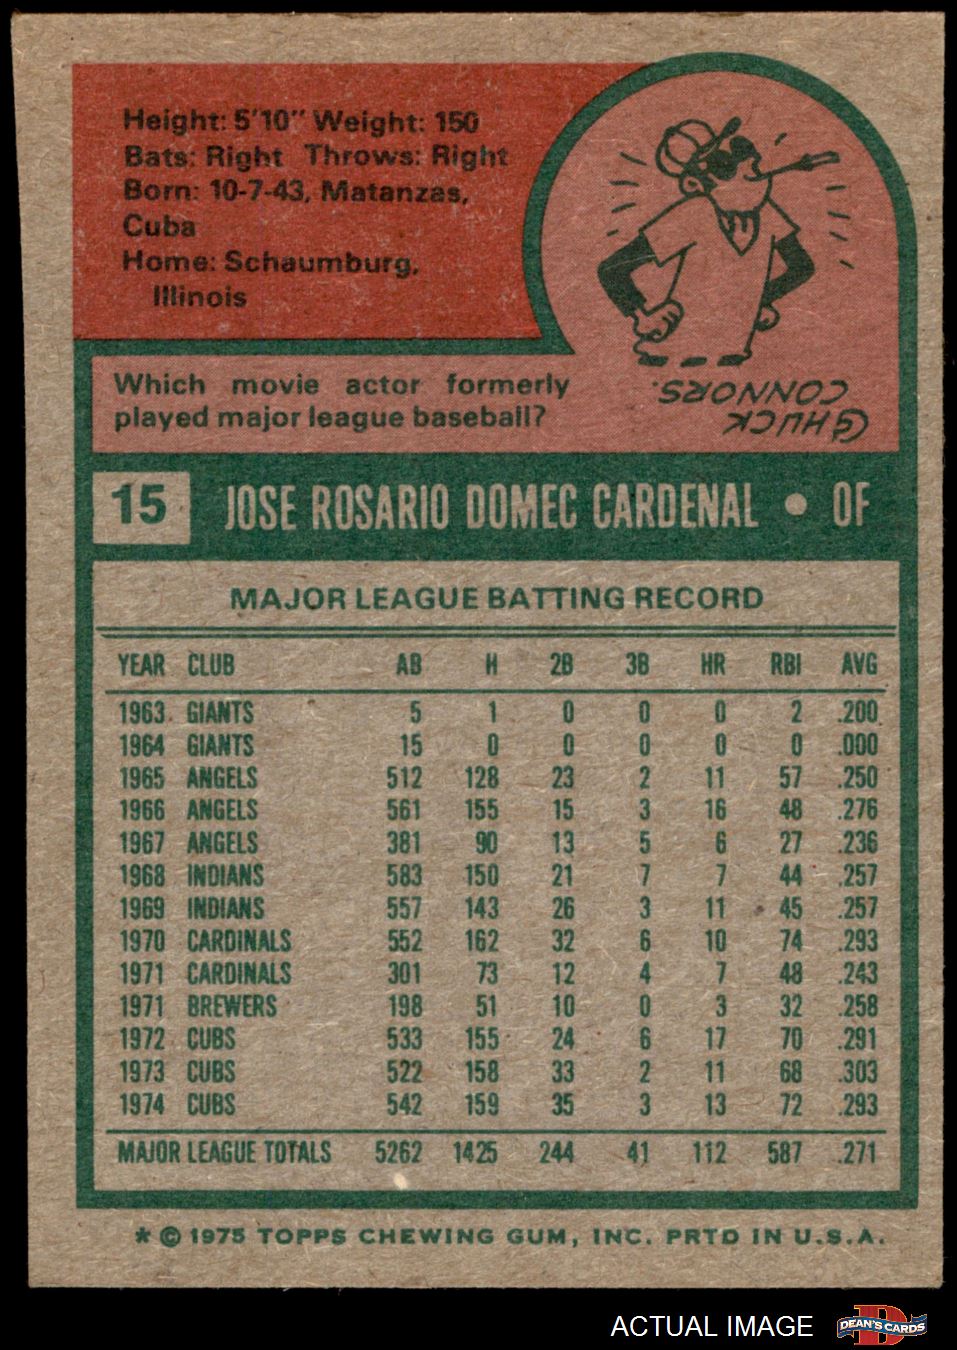 Height: 5'10" Weight: 150
Bats: Right Throws: Right
Born: 10-7-43, Matanzas,
Cuba
Home: Schaumburg,
Illinois
Which movie actor formerly
played major league baseball?
CHUCK
CONNORS.
15 JOSE ROSARIO DOMEC CARDENAL • OF
MAJOR LEAGUE BATTING RECORD
YEAR CLUB AB H 2B 3B HR RBI AVG
1963 GIANTS 5 1 0 0 0 2 .200
1964 GIANTS 15 0 0 0 0 0 .000
1965 ANGELS 512 128 23 2 11 57 .250
1966 ANGELS 561 155 15 3 16 48 .276
1967 ANGELS 381 90 13 5 6 27 .236
1968 INDIANS 583 150 21 7 7 44 .257
1969 INDIANS 557 143 26 3 11 45 .257
1970 CARDINALS 552 162 32 6 10 74 .293
1971 CARDINALS 301 73 12 4 7 48 .243
1971 BREWERS 198 51 10 0 3 32 .258
1972 CUBS 533 155 24 6 17 70 .291
1973 CUBS 522 158 33 2 11 68 .303
1974 CUBS 542 159 35 3 13 72 .293
MAJOR LEAGUE TOTALS 5262 1425 244 41 112 587 .271
* © 1975 TOPPS CHEWING GUM, INC. PRTD IN U.S.A.
ACTUAL IMAGE
DEAN'S CARDS